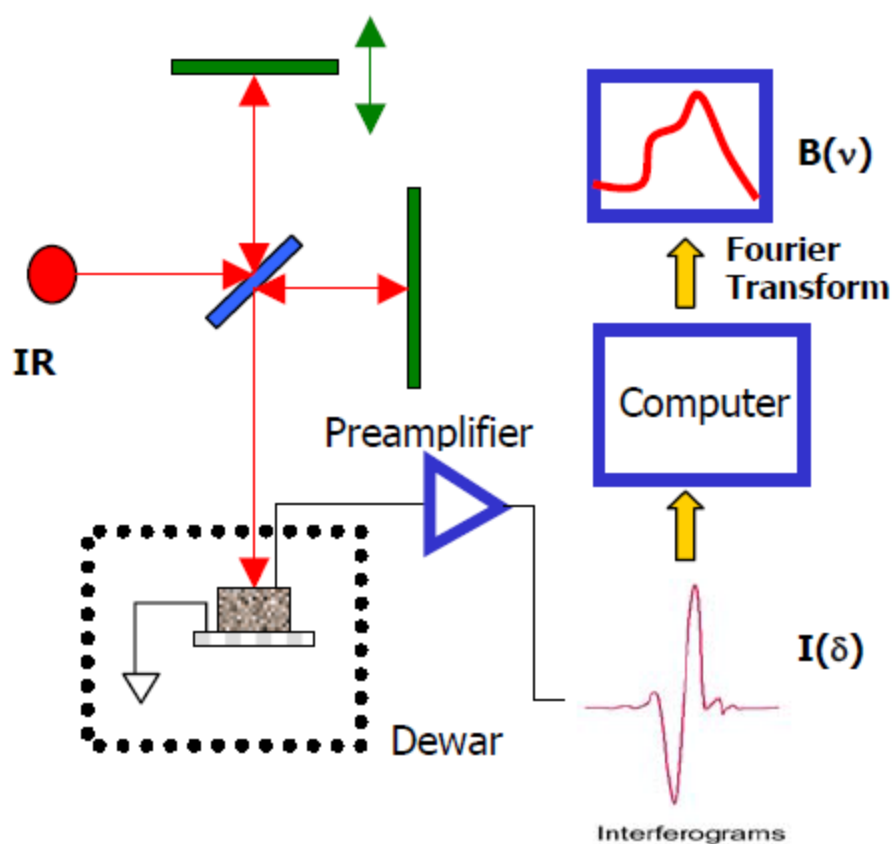 B(ν)
Fourier
Transform
IR
Computer
Preamplifier
I(δ)
Dewar
Interferograms